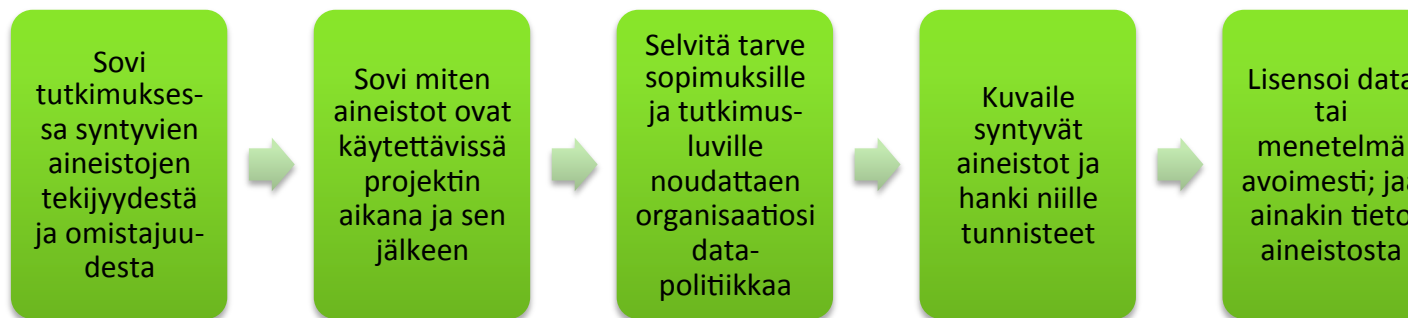 Sovi
tutkimukses-
sa syntyvien
aineistojen
tekijyydestä
ja omistajuu-
desta
Sovi miten
aineistot ovat
käytettävissä
projektin
aikana ja sen
jälkeen
Selvitä tarve
sopimuksille
ja tutkimus-
luville
noudattaen
organisaatiosi
data-
politiikkaa
Kuvaile
syntyvät
aineistot ja
hanki niille
tunnisteet
Lisensoi data
tai
menetelmä
avoimesti; jaa
ainakin tieto
aineistosta